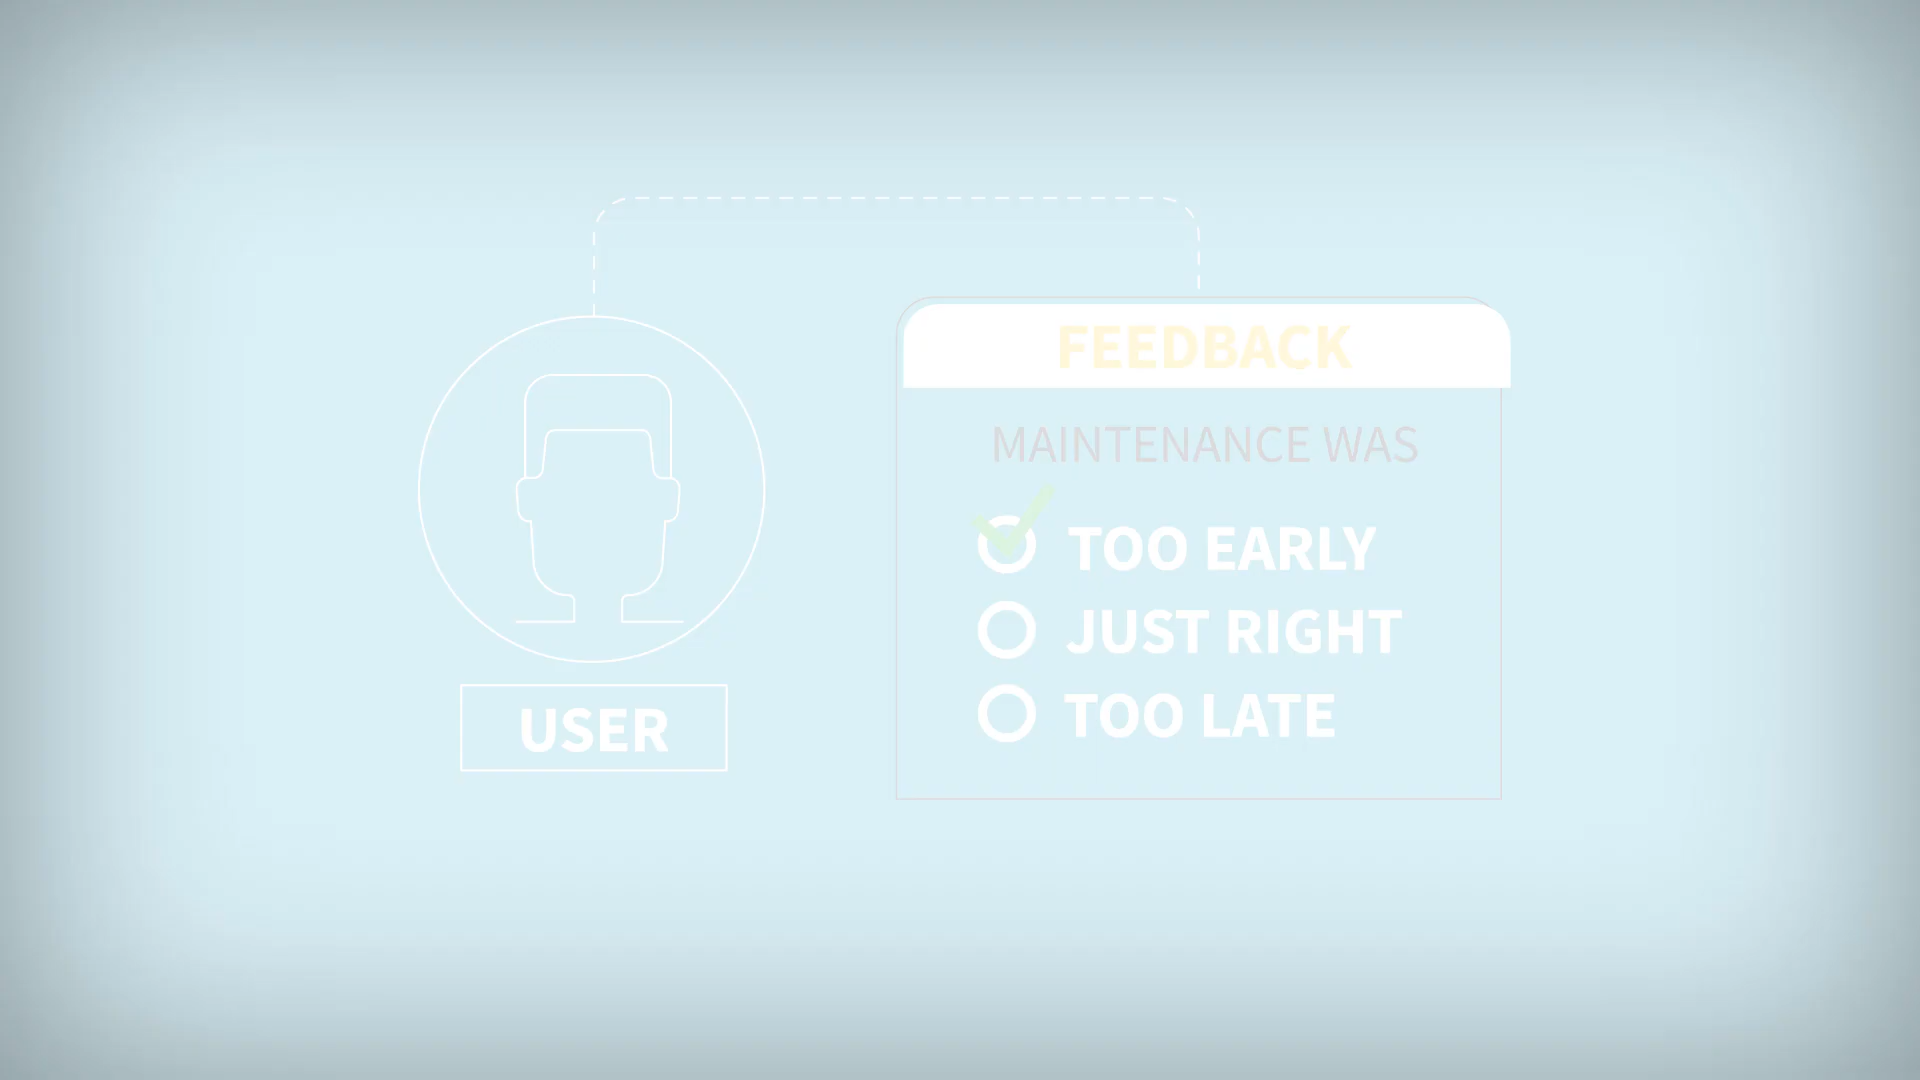 FEEDBACK
MAINTENANCE WAS
TOO EARLY
JUST RIGHT
TOO LATE
USER